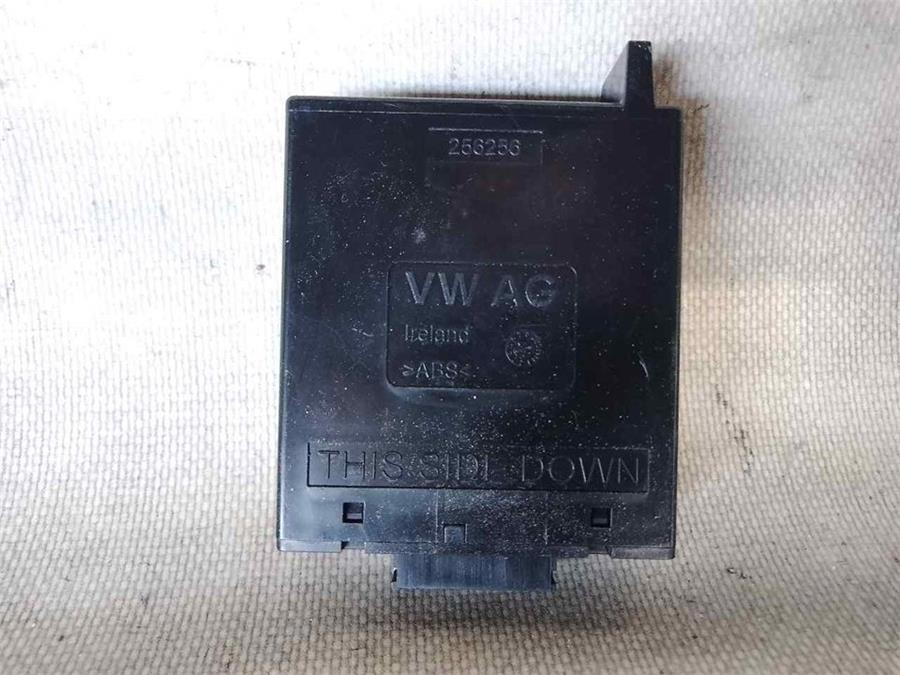 256256
VW AG
Ireland
>ABS<
THIS SIDE DOWN